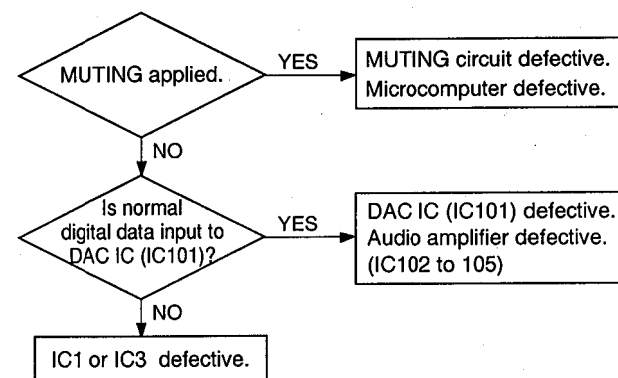 MUTING applied.
YES
MUTING circuit defective.
Microcomputer defective.
NO
Is normal
digital data input to
DAC IC (IC101)?
YES
DAC IC (IC101) defective.
Audio amplifier defective.
(IC102 to 105)
NO
IC1 or IC3 defective.